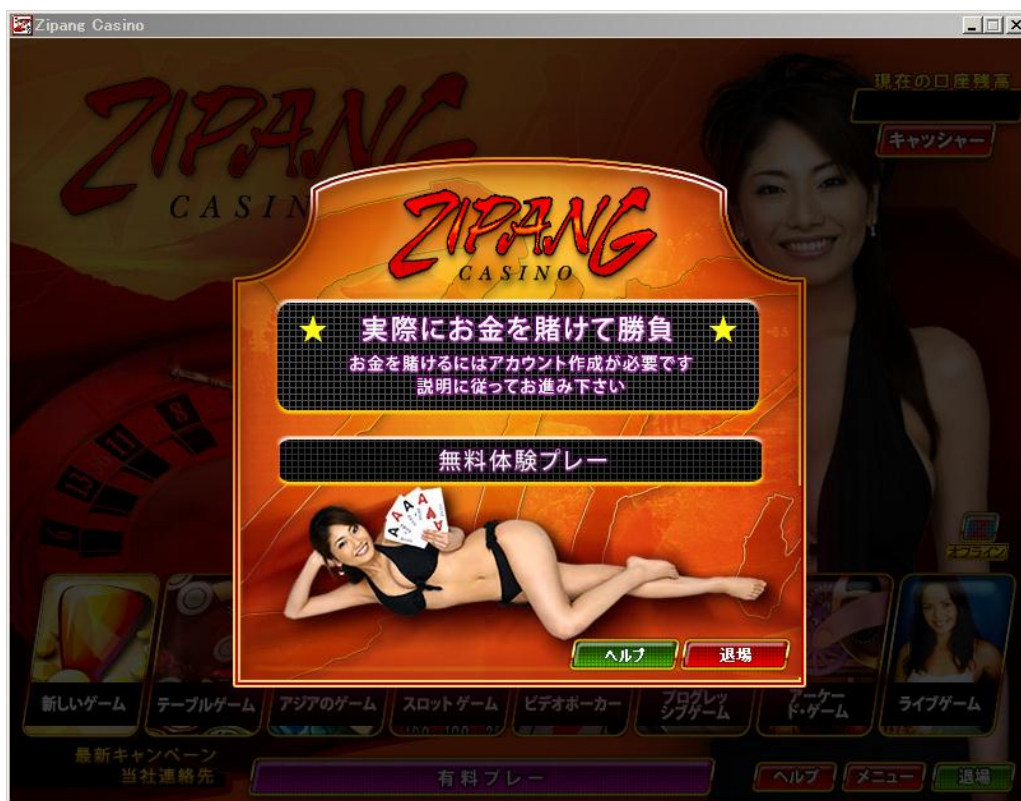 Zipang Casino
ZIPANG
CASIN
現在の口座残高
キャッシャー
ZIPANG
CASINO
実際にお金を賭けて勝負
お金を賭けるにはアカウント作成が必要です
説明に従ってお進み下さい
無料体験プレー
オフライン
ヘルプ
退場
新しいゲーム
テーブルゲーム
アジアのゲーム
スロットゲーム
ビデオポーカー
プログレッ
シブゲーム
アーケー
ド・ゲーム
ライブゲーム
最新キャンペーン
当社連絡先
有料プレー
ヘルプ
メニュー
退場